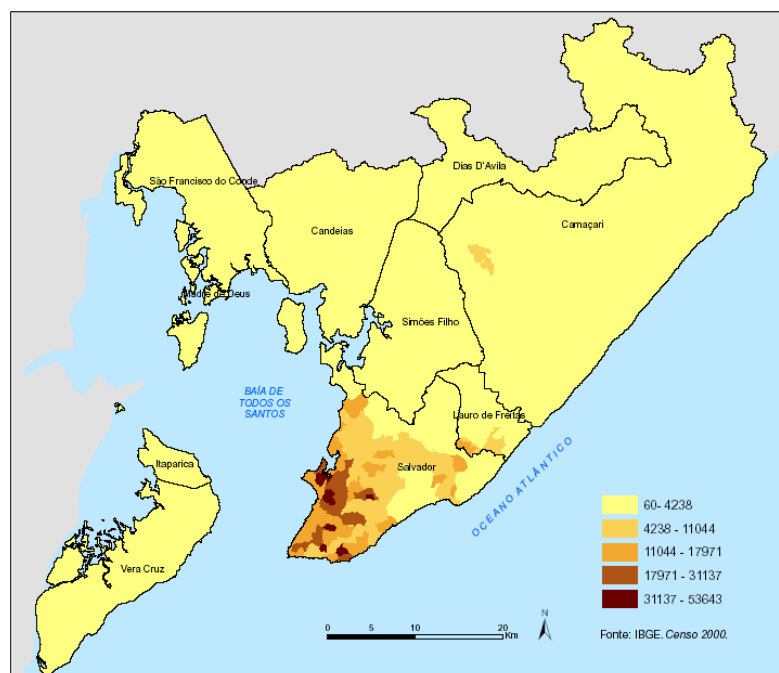 Dias D'Avila
São Francisco do Conde
Camaçari
Candeias
Madre de Deus
Simões Filho
BAÍA DE
TODOS OS
SANTOS
Lauro de Freitas
Itaparica
Salvador
OCEANO ATLÂNTICO
Vera Cruz
60- 4238
4238 - 11044
11044 - 17971
17971 - 31137
31137 - 53643
N
0 5 10 20
Km
Fonte: IBGE. Censo 2000.